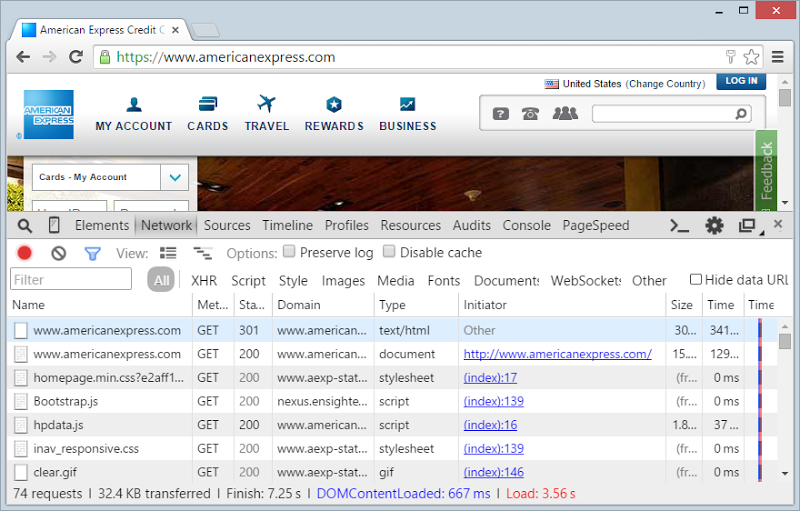 American Express Credit C
https://www.americanexpress.com
United States (Change Country) LOG IN
AMERICAN EXPRESS ®
MY ACCOUNT CARDS TRAVEL REWARDS BUSINESS
Cards - My Account
Feedback
Elements Network Sources Timeline Profiles Resources Audits Console PageSpeed
View: Options: Preserve log Disable cache
Filter All XHR Script Style Images Media Fonts Documents WebSockets Other Hide data URL
Name Met... Sta... Domain Type Initiator Size Time Time
www.americanexpress.com GET 301 www.american... text/html Other 30... 341...
www.americanexpress.com GET 200 www.american... document http://www.americanexpress.com/ 15.... 129...
homepage.min.css?e2aff1... GET 200 www.aexp-stat... stylesheet (index):17 (fr... 0 ms
Bootstrap.js GET 200 nexus.ensighte... script (index):139 (fr... 0 ms
hpdata.js GET 200 www.aexp-stat... script (index):16 1.8... 37 ...
inav_responsive.css GET 200 www.aexp-stat... stylesheet (index):139 (fr... 0 ms
clear.gif GET 200 www.aexp-stat... gif (index):146 (fr... 0 ms
74 requests | 32.4 KB transferred | Finish: 7.25 s | DOMContentLoaded: 667 ms | Load: 3.56 s